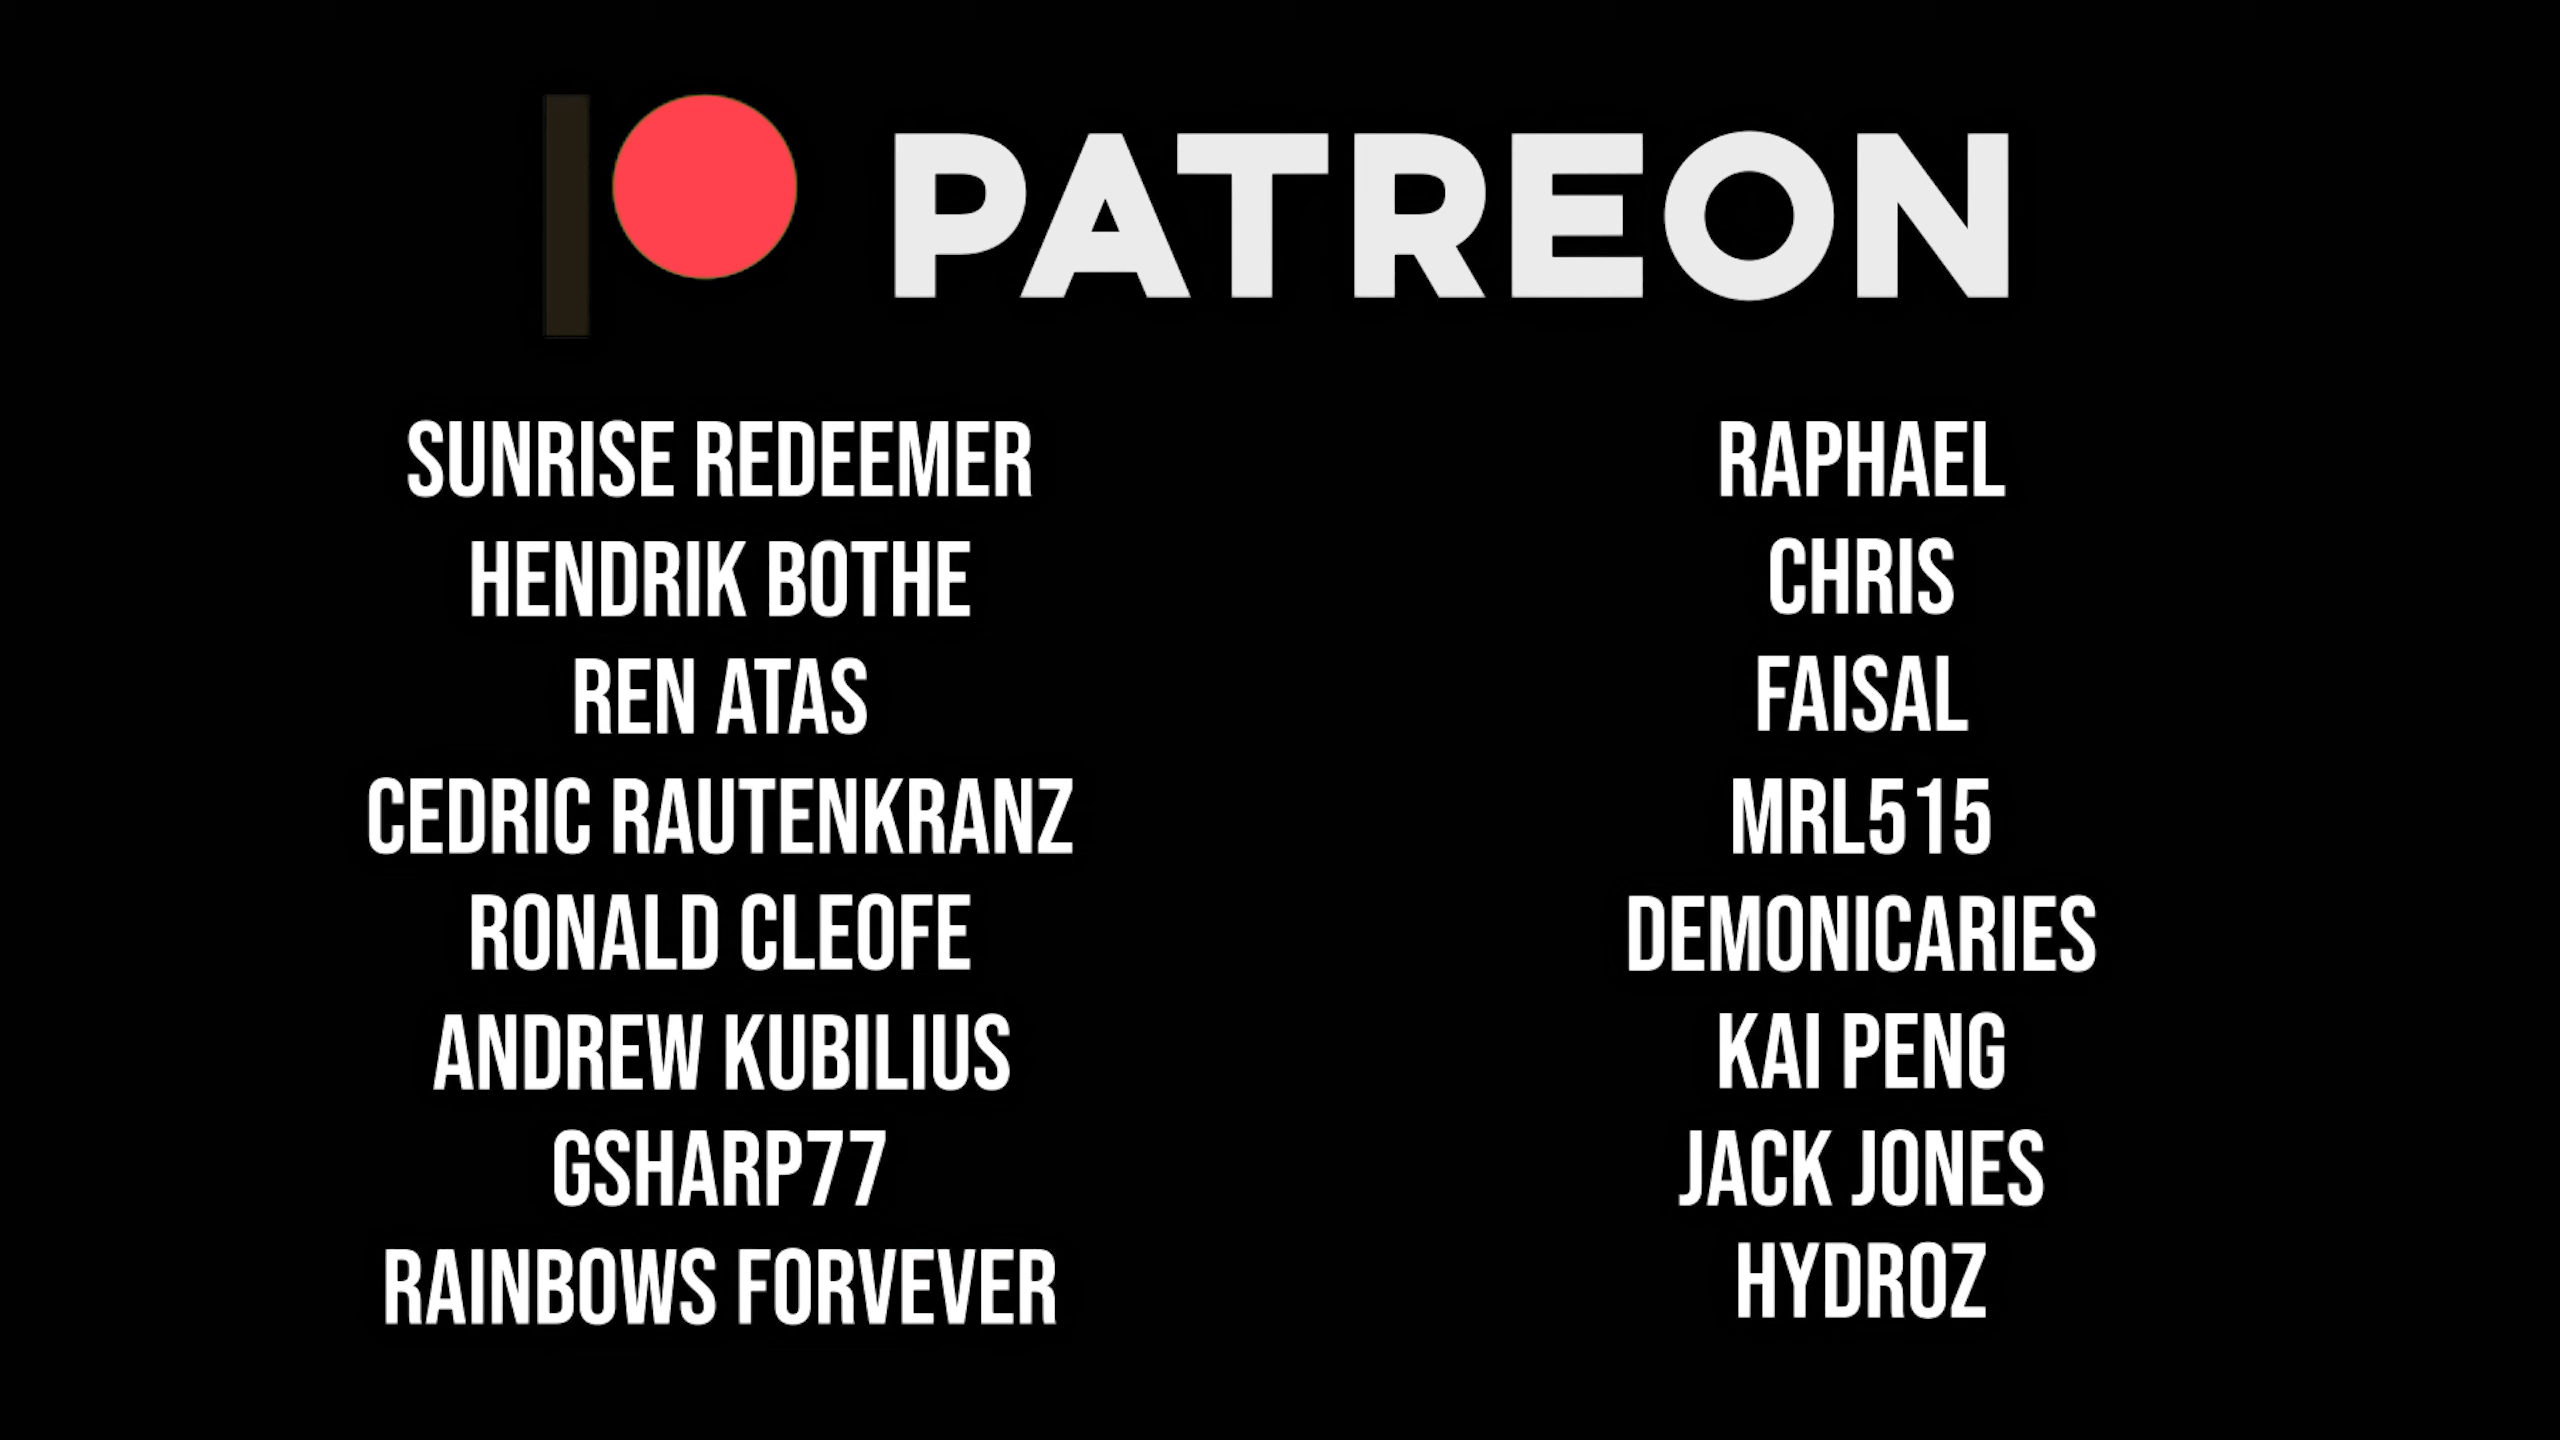 PATREON
SUNRISE REDEEMER
HENDRIK BOTHE
REN ATAS
CEDRIC RAUTENKRANZ
RONALD CLEOFE
ANDREW KUBILIUS
GSHARP77
RAINBOWS FORVEVER
RAPHAEL
CHRIS
FAISAL
MRL515
DEMONICARIES
KAI PENG
JACK JONES
HYDROZ